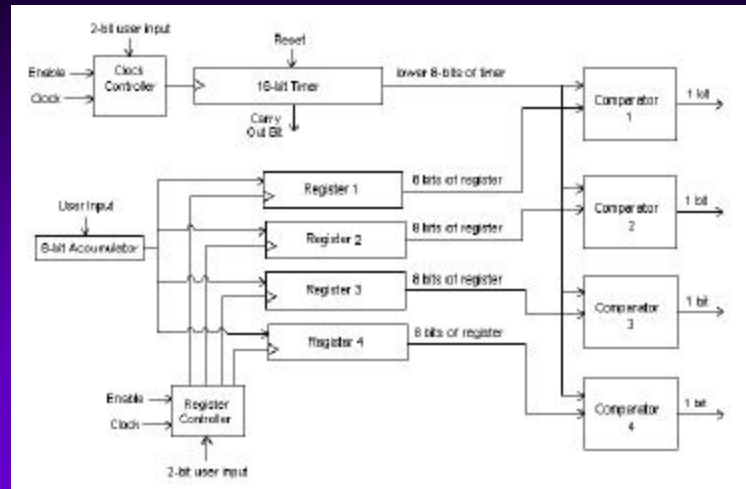 2-bit user input
Enable
Clock
Clock
Controller
Reset
16-bit Timer
Carry
Out Bit
lower 8-bits of timer
Comparator
1
1 bit
User Input
8-bit Accumulator
Register 1
8 bits of register
Register 2
8 bits of register
Comparator
2
1 bit
Register 3
8 bits of register
Comparator
3
1 bit
Register 4
8 bits of register
Comparator
4
1 bit
Enable
Clock
Register
Controller
2-bit user input